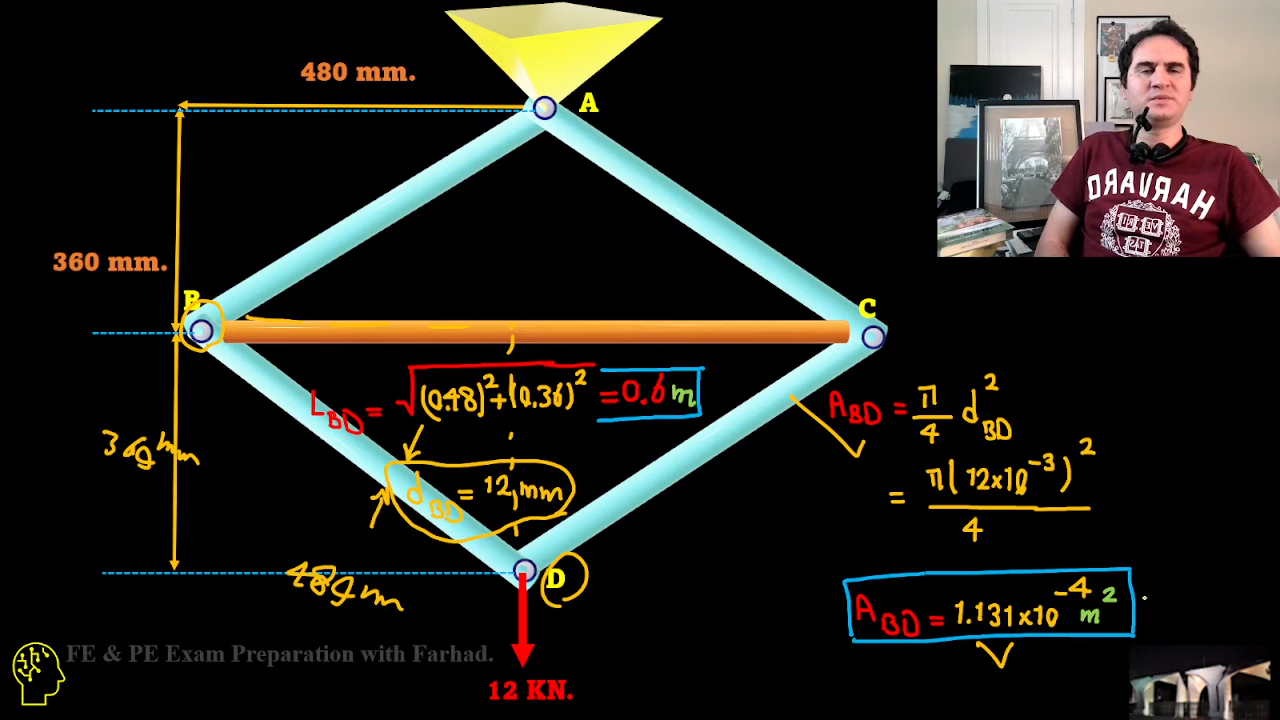 480 mm.
A
360 mm.
B
C
L_BD = √(0.48)²+(0.36)² = 0.6 m
A_BD = π/4 d²_BD
= π(12×10⁻³)²/4
d_BD = 12 mm
D
A_BD = 1.131×10⁻⁴ m²
12 KN.
FE & PE Exam Preparation with Farhad.
HARVARD